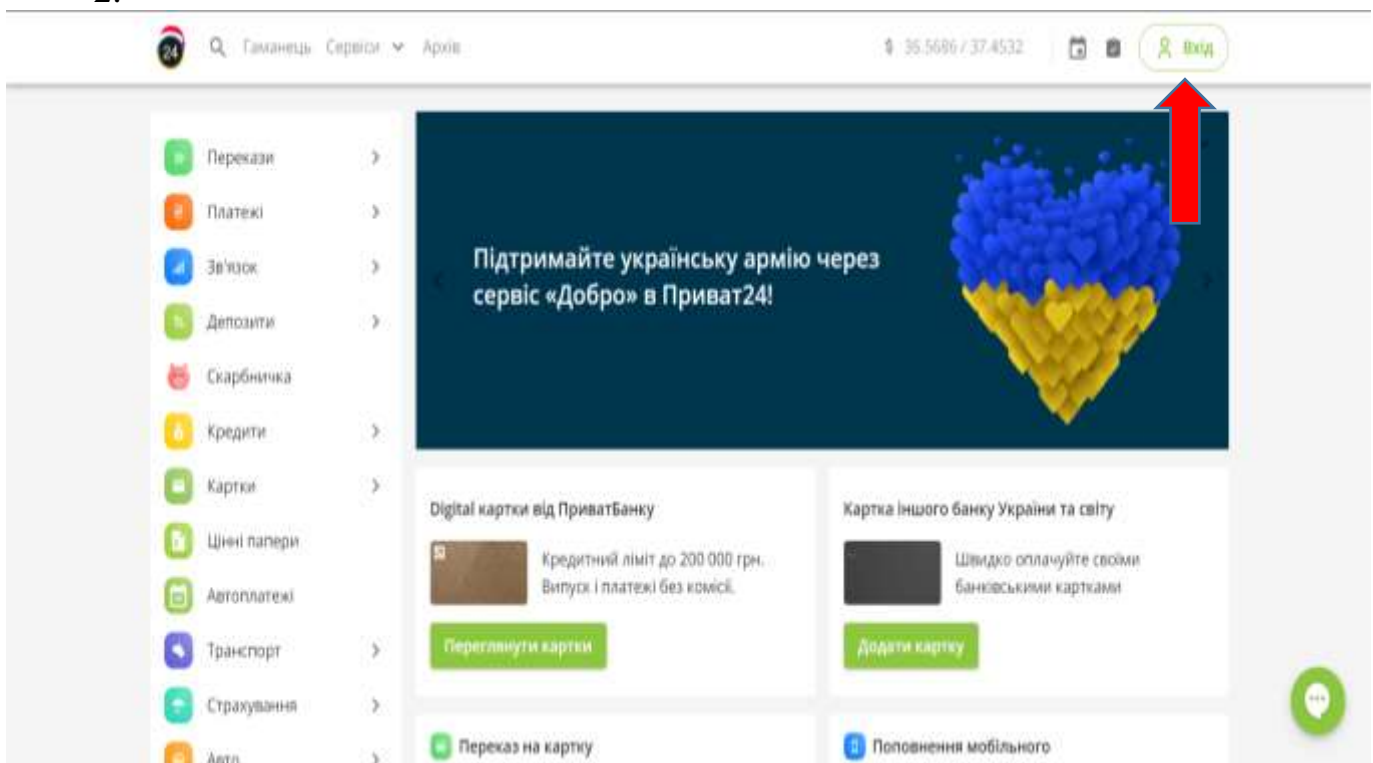 2.
24 Гаманець Сервіси Архів $ 36.5686 / 37.4532 Вхід
Перекази
Платежі
Зв'язок
Депозити
Скарбничка
Кредити
Картки
Цінні папери
Автоплатежі
Транспорт
Страхування
Авто
Підтримайте українську армію через
сервіс «Добро» в Приват24!
Digital картки від ПриватБанку
Кредитний ліміт до 200 000 грн.
Випуск і платежі без комісії.
Переглянути картки
Картка іншого банку України та світу
Швидко оплачуйте своїми
банківськими картками
Додати картку
Переказ на картку
Поповнення мобільного